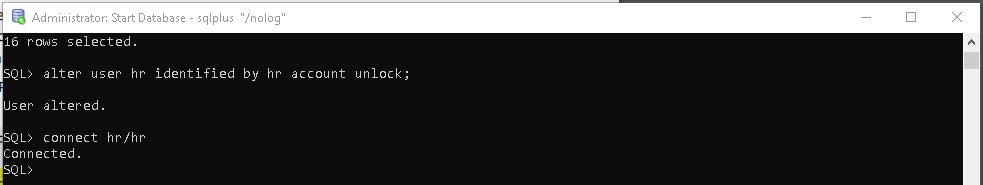 Administrator: Start Database - sqlplus "/nolog"
16 rows selected.
SQL> alter user hr identified by hr account unlock;
User altered.
SQL> connect hr/hr
Connected.
SQL>